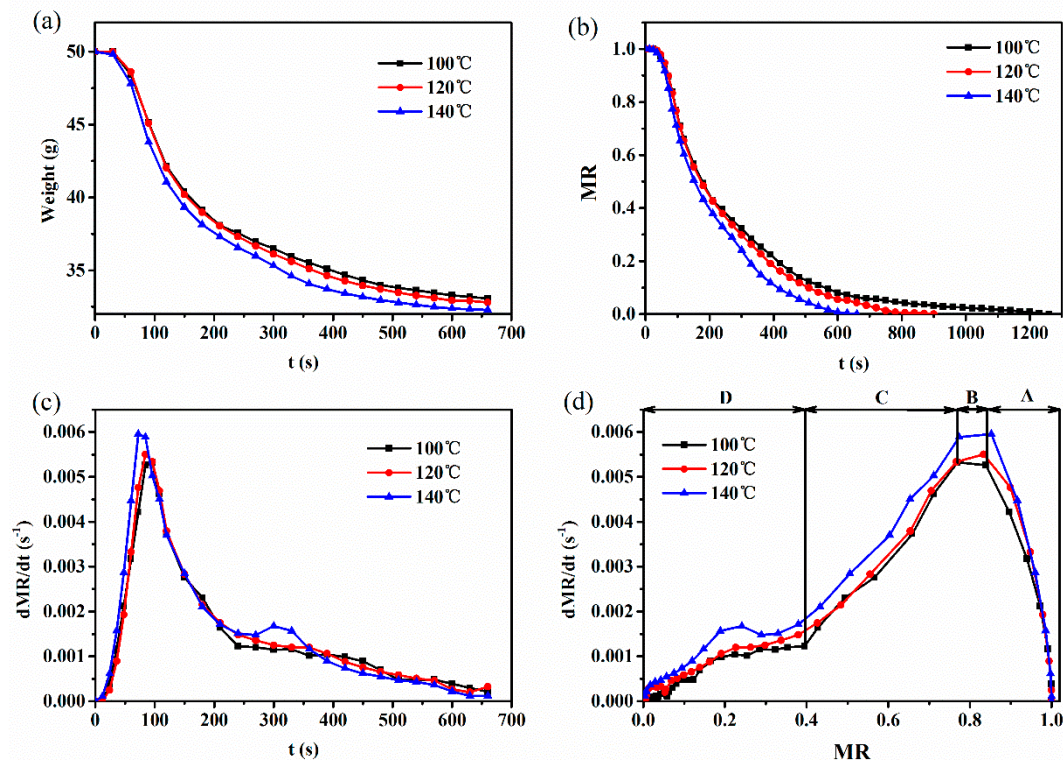 (a)
100℃
120℃
140℃
Weight (g)
50
45
40
35
0 100 200 300 400 500 600 700
t (s)
(b)
100℃
120℃
140℃
MR
1.0
0.8
0.6
0.4
0.2
0.0
0 200 400 600 800 1000 1200
t (s)
(c)
100℃
120℃
140℃
dMR/dt (s⁻¹)
0.006
0.005
0.004
0.003
0.002
0.001
0.000
0 100 200 300 400 500 600 700
t (s)
(d)
D C B A
100℃
120℃
140℃
dMR/dt (s⁻¹)
0.006
0.005
0.004
0.003
0.002
0.001
0.000
0.0 0.2 0.4 0.6 0.8 1.0
MR